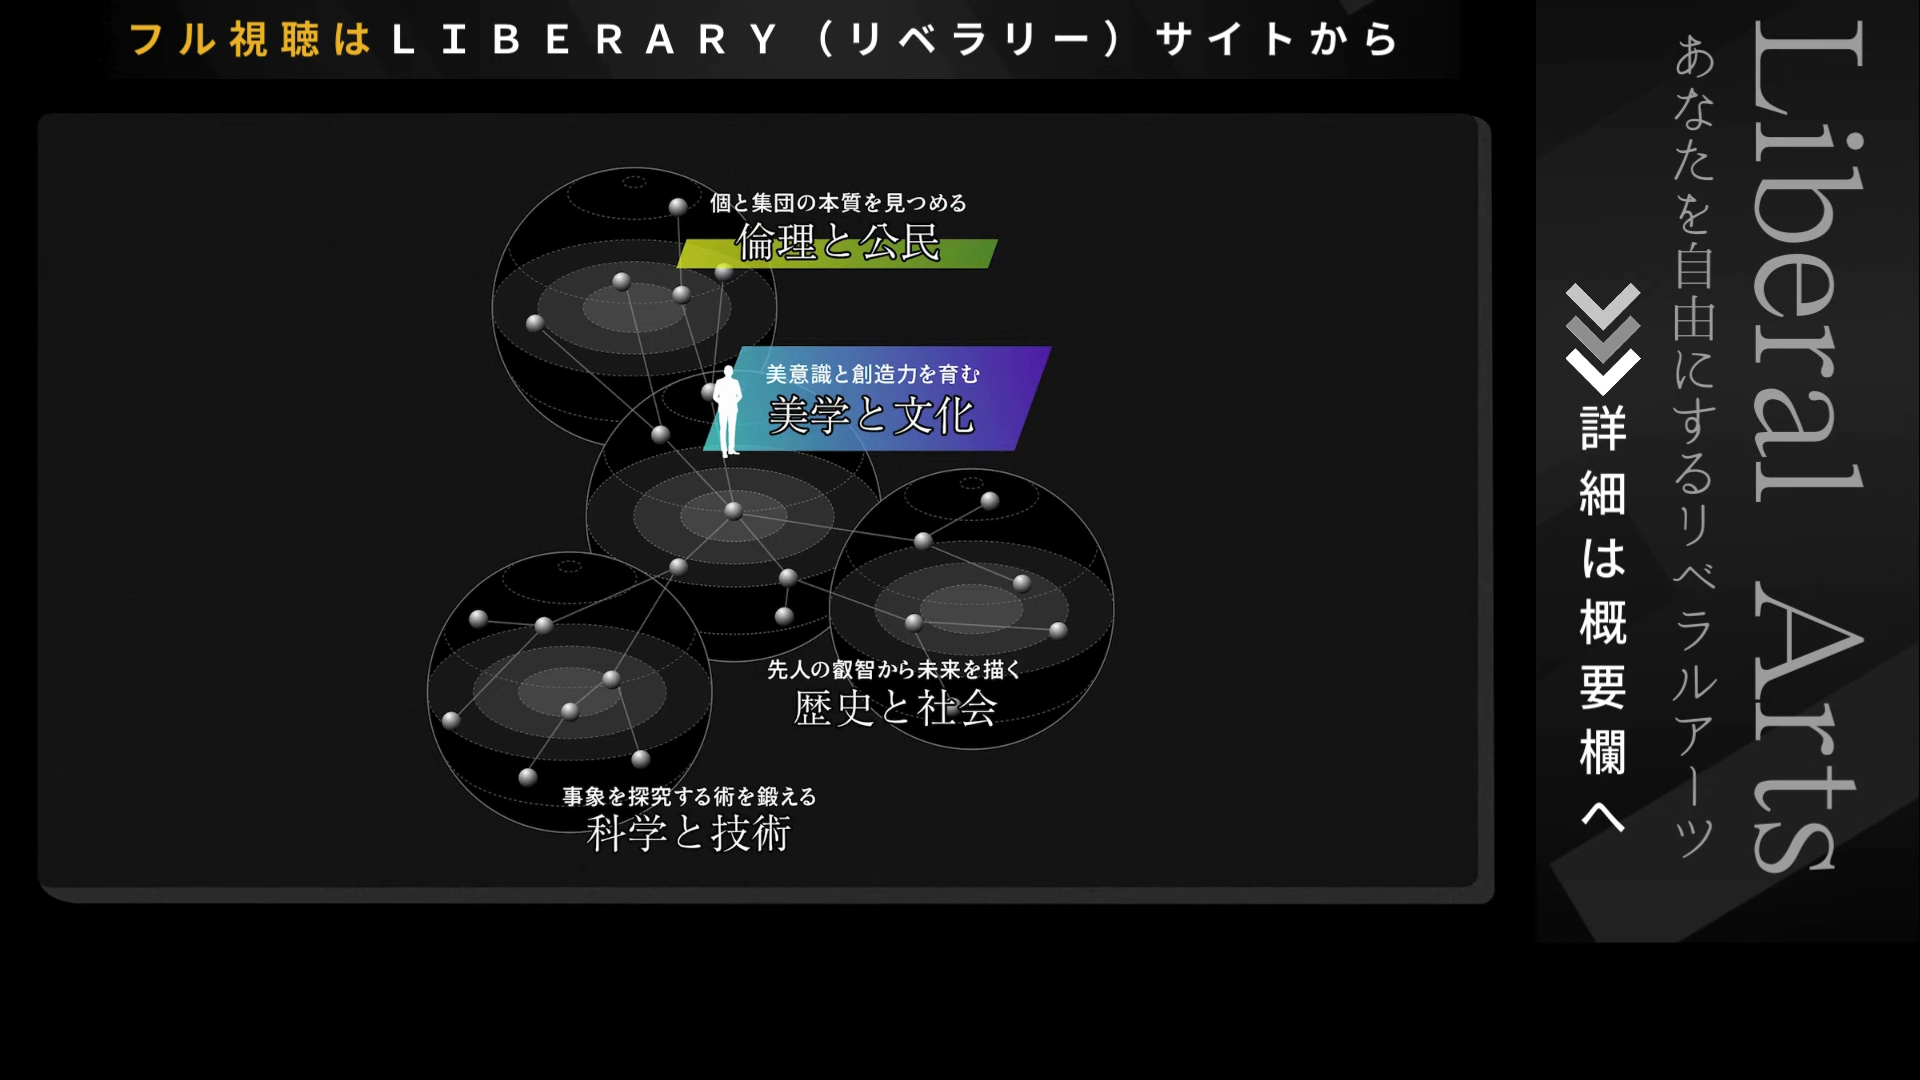 フル視聴はLIBERARY（リベラリー）サイトから
個と集団の本質を見つめる
倫理と公民
美意識と創造力を育む
美学と文化
先人の叡智から未来を描く
歴史と社会
事象を探究する術を鍛える
科学と技術
Liberal Arts
あなたを自由にするリベラルアーツ
詳細は概要欄へ